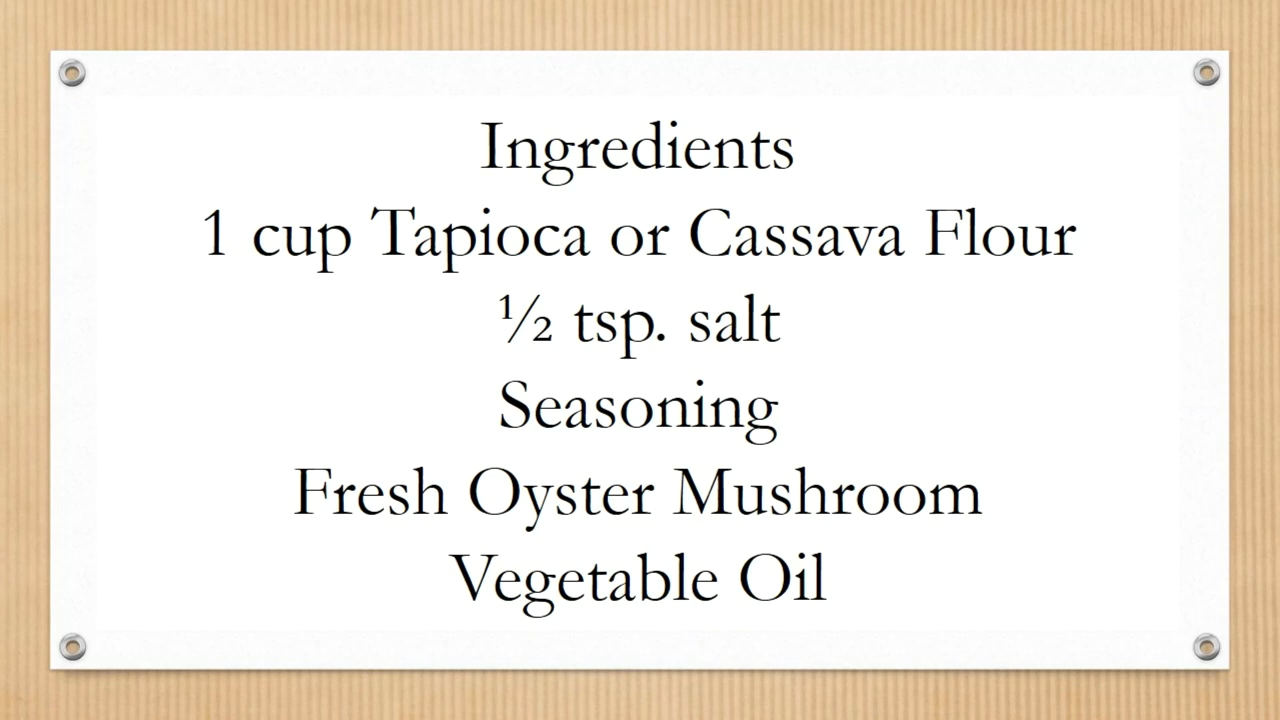 Ingredients
1 cup Tapioca or Cassava Flour
½ tsp. salt
Seasoning
Fresh Oyster Mushroom
Vegetable Oil